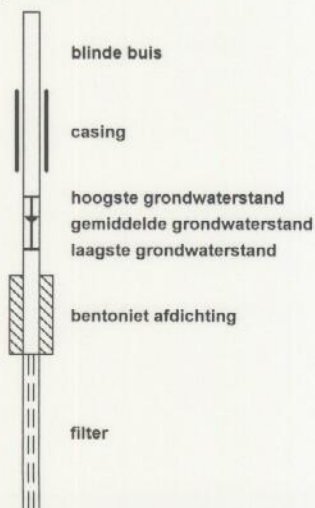 blinde buis
casing
hoogste grondwaterstand
gemiddelde grondwaterstand
laagste grondwaterstand
bentoniet afdichting
filter